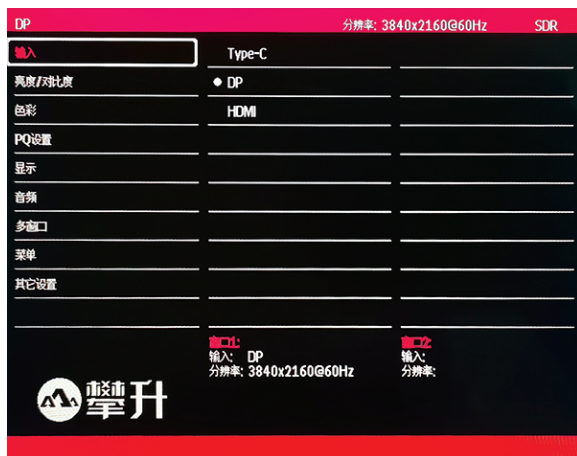 DP 分辨率: 3840x2160@60Hz SDR
输入 Type-C
亮度/对比度 DP
色彩 HDMI
PQ设置
显示
音频
多窗口
菜单
其它设置
窗口1: 窗口2:
输入: DP 输入:
分辨率: 3840x2160@60Hz 分辨率:
攀升